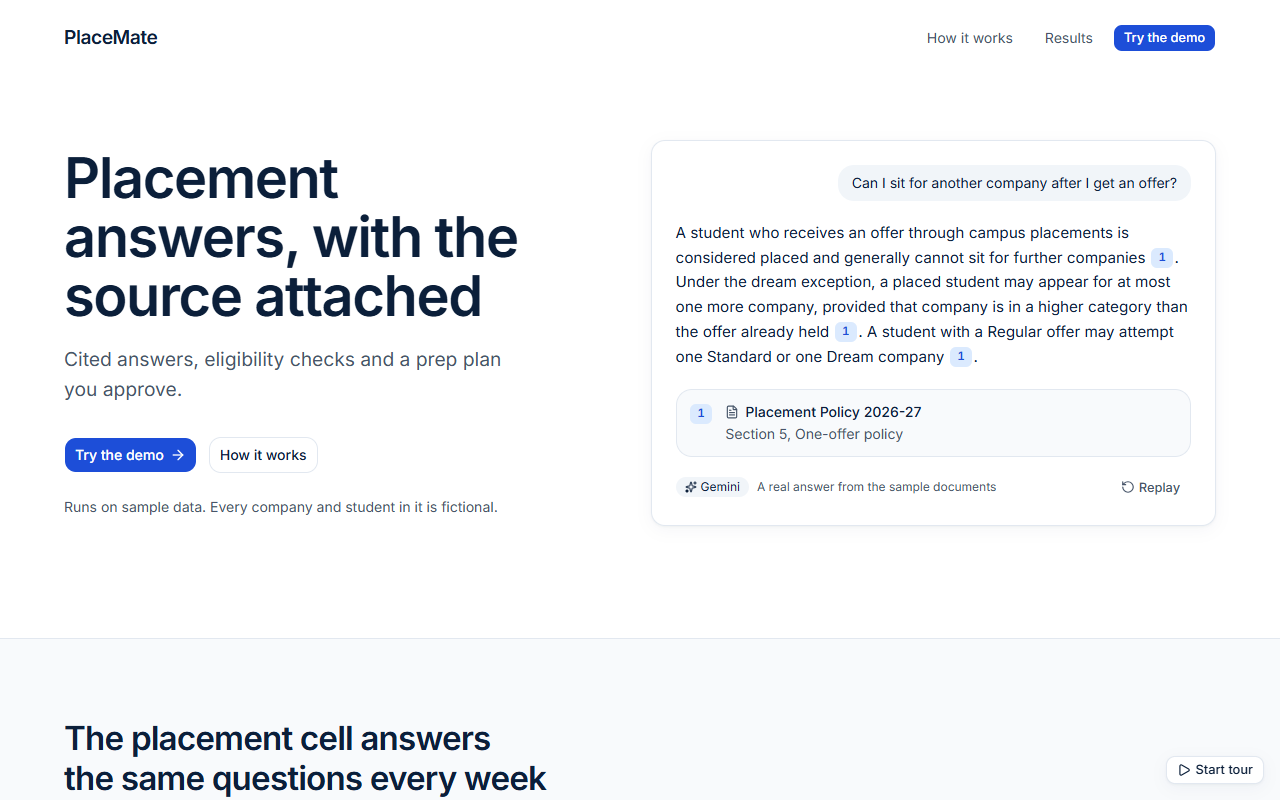 PlaceMate
How it works
Results
Try the demo
Placement
answers, with the
source attached
Cited answers, eligibility checks and a prep plan
you approve.
Try the demo
How it works
Runs on sample data. Every company and student in it is fictional.
Can I sit for another company after I get an offer?
A student who receives an offer through campus placements is
considered placed and generally cannot sit for further companies 1 .
Under the dream exception, a placed student may appear for at most
one more company, provided that company is in a higher category than
the offer already held 1 . A student with a Regular offer may attempt
one Standard or one Dream company 1 .
1 Placement Policy 2026-27
Section 5, One-offer policy
Gemini A real answer from the sample documents
Replay
The placement cell answers
the same questions every week
Start tour